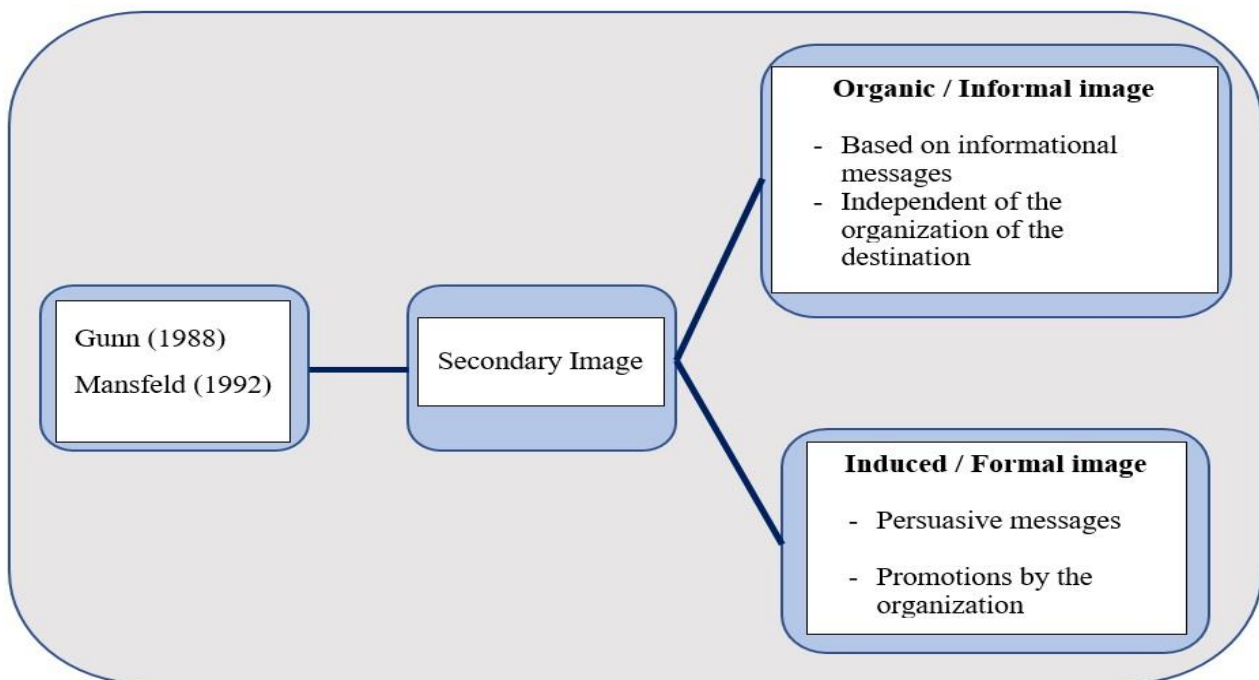 Gunn (1988)
Mansfeld (1992)
Secondary Image
Organic / Informal image
- Based on informational
messages
- Independent of the
organization of the
destination
Induced / Formal image
- Persuasive messages
- Promotions by the
organization